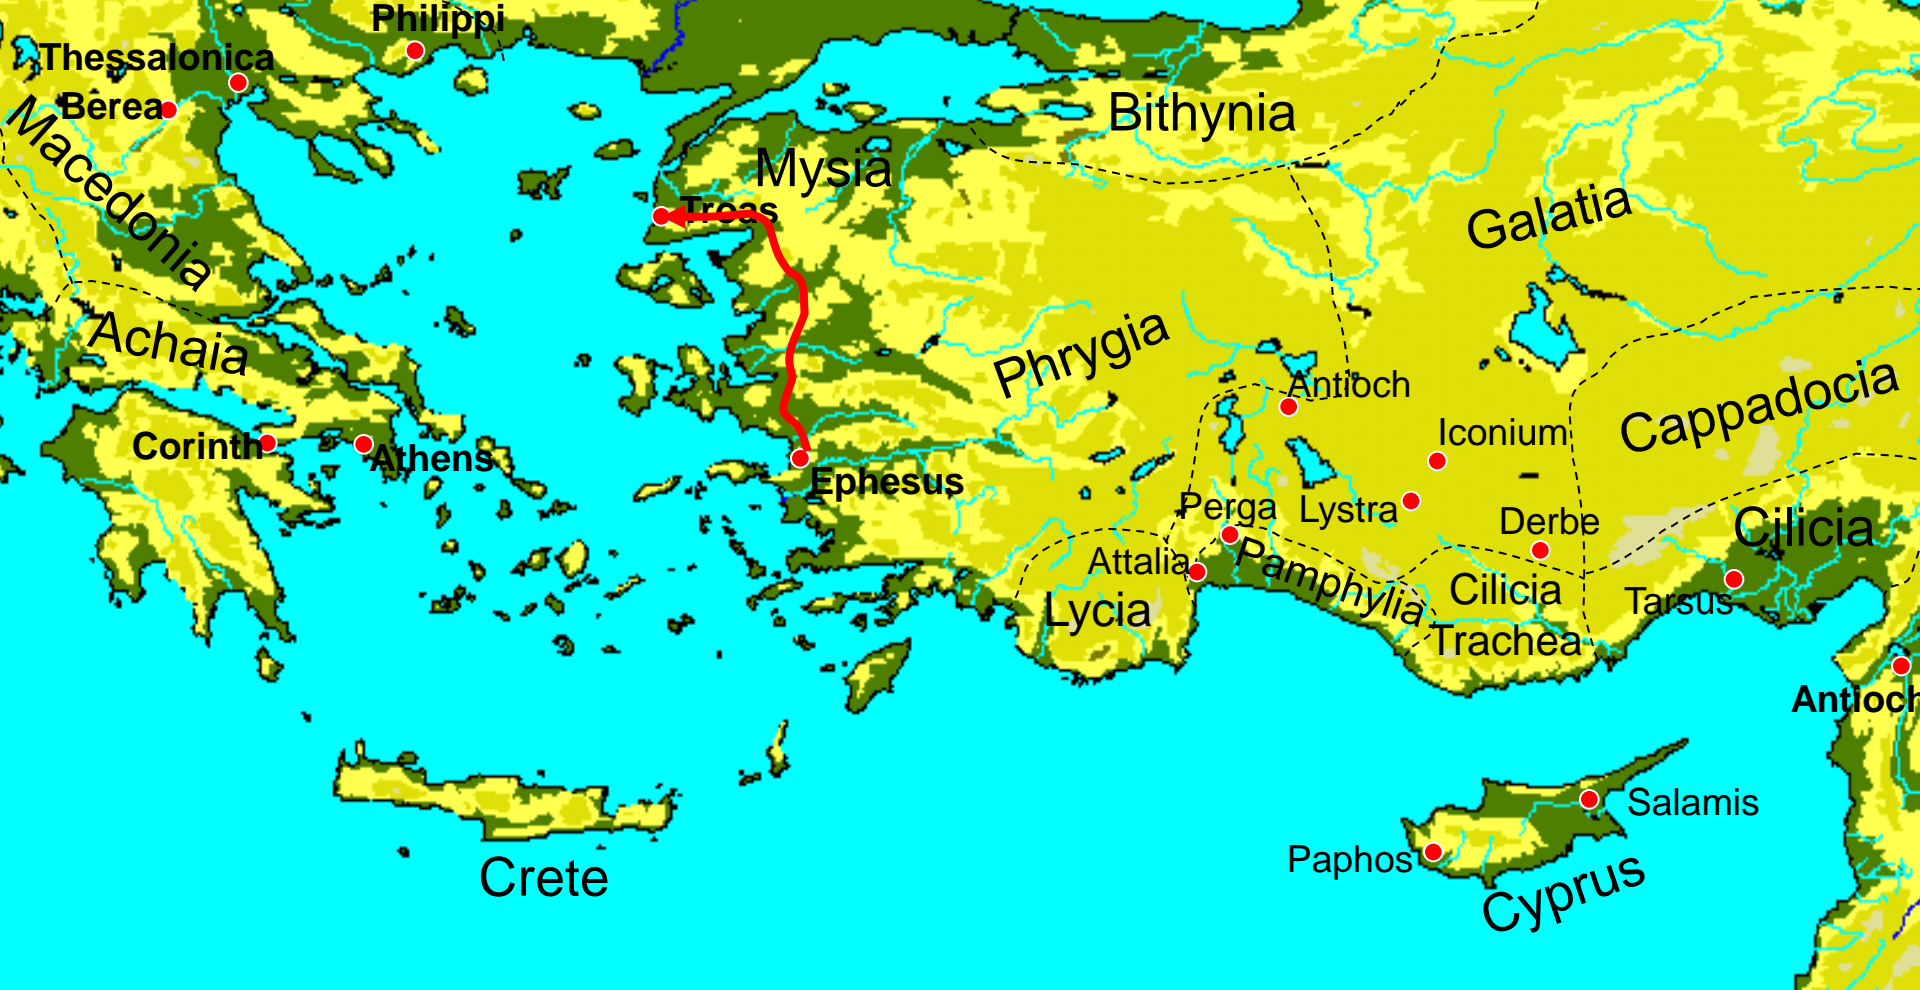 Philippi
Thessalonica
Berea
Macedonia
Bithynia
Mysia
Troas
Galatia
Achaia
Phrygia
Antioch
Cappadocia
Iconium
Corinth
Athens
Ephesus
Perga
Lystra
Derbe
Cilicia
Attalia
Pamphylia
Lycia
Cilicia
Trachea
Tarsus
Antioch
Salamis
Paphos
Cyprus
Crete